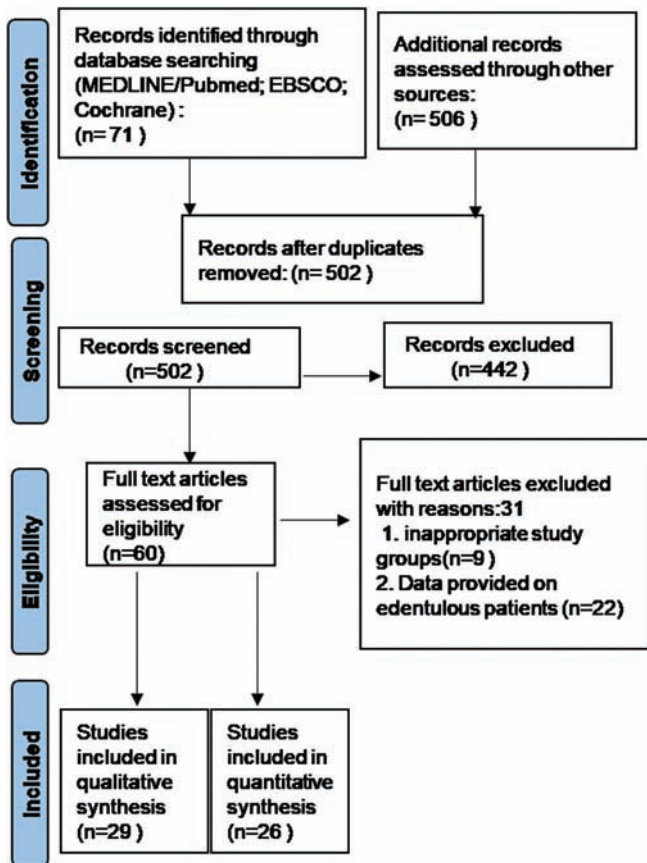 Identification
Records identified through
database searching
(MEDLINE/Pubmed; EBSCO;
Cochrane) :
(n= 71 )
Additional records
assessed through other
sources:
(n= 506 )
Records after duplicates
removed: (n= 502 )
Screening
Records screened
(n=502 )
Records excluded
(n=442 )
Eligibility
Full text articles
assessed for
eligibility
(n=60)
Full text articles excluded
with reasons:31
1. inappropriate study
groups(n=9 )
2. Data provided on
edentulous patients (n=22)
Included
Studies
included in
qualitative
synthesis
(n=29 )
Studies
included in
quantitative
synthesis
(n=26 )